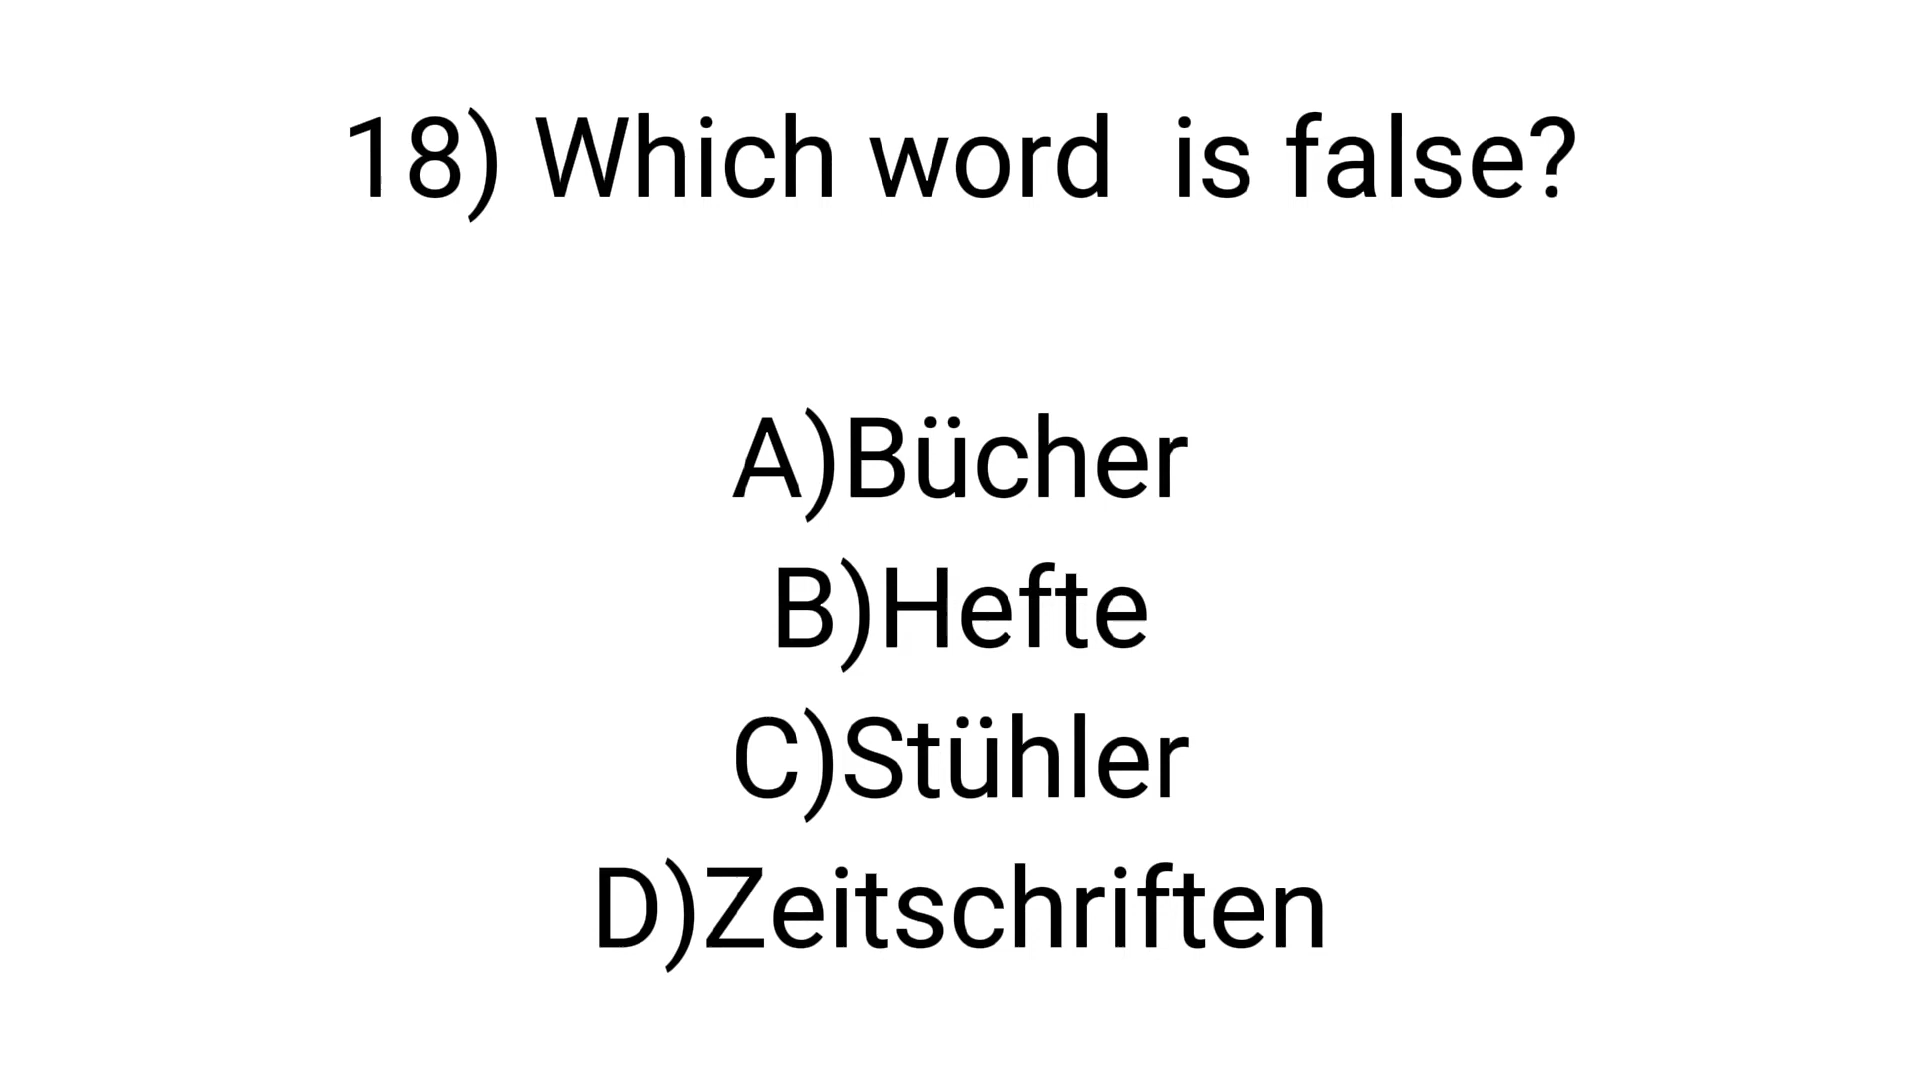 18) Which word  is false?
A)Bücher
B)Hefte
C)Stühler
D)Zeitschriften